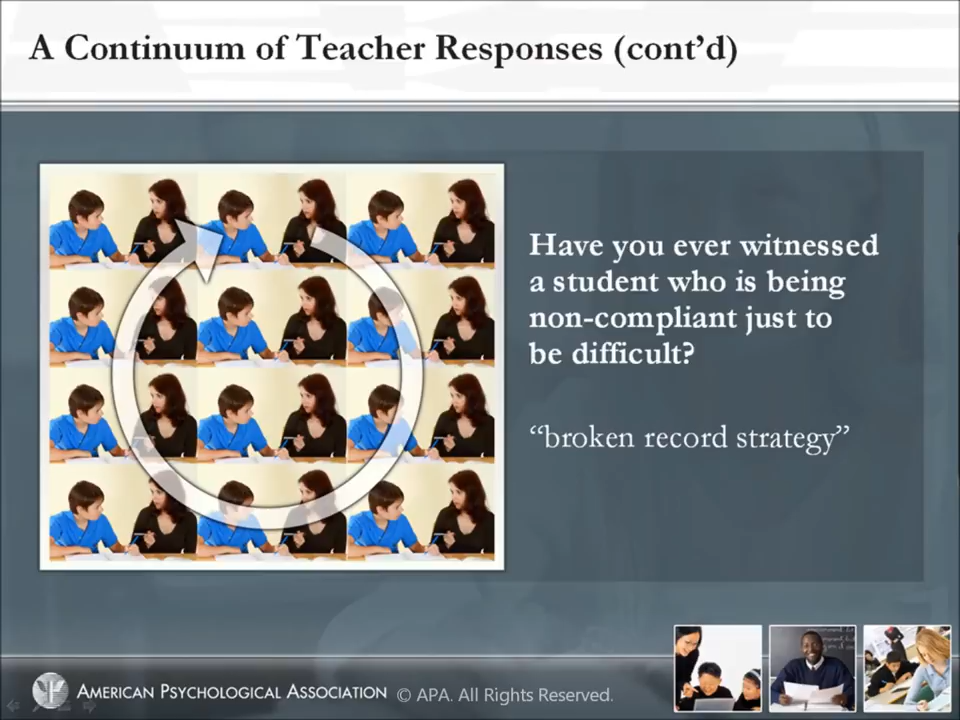 A Continuum of Teacher Responses (cont’d)
Have you ever witnessed
a student who is being
non-compliant just to
be difficult?
“broken record strategy”
AMERICAN PSYCHOLOGICAL ASSOCIATION © APA. All Rights Reserved.